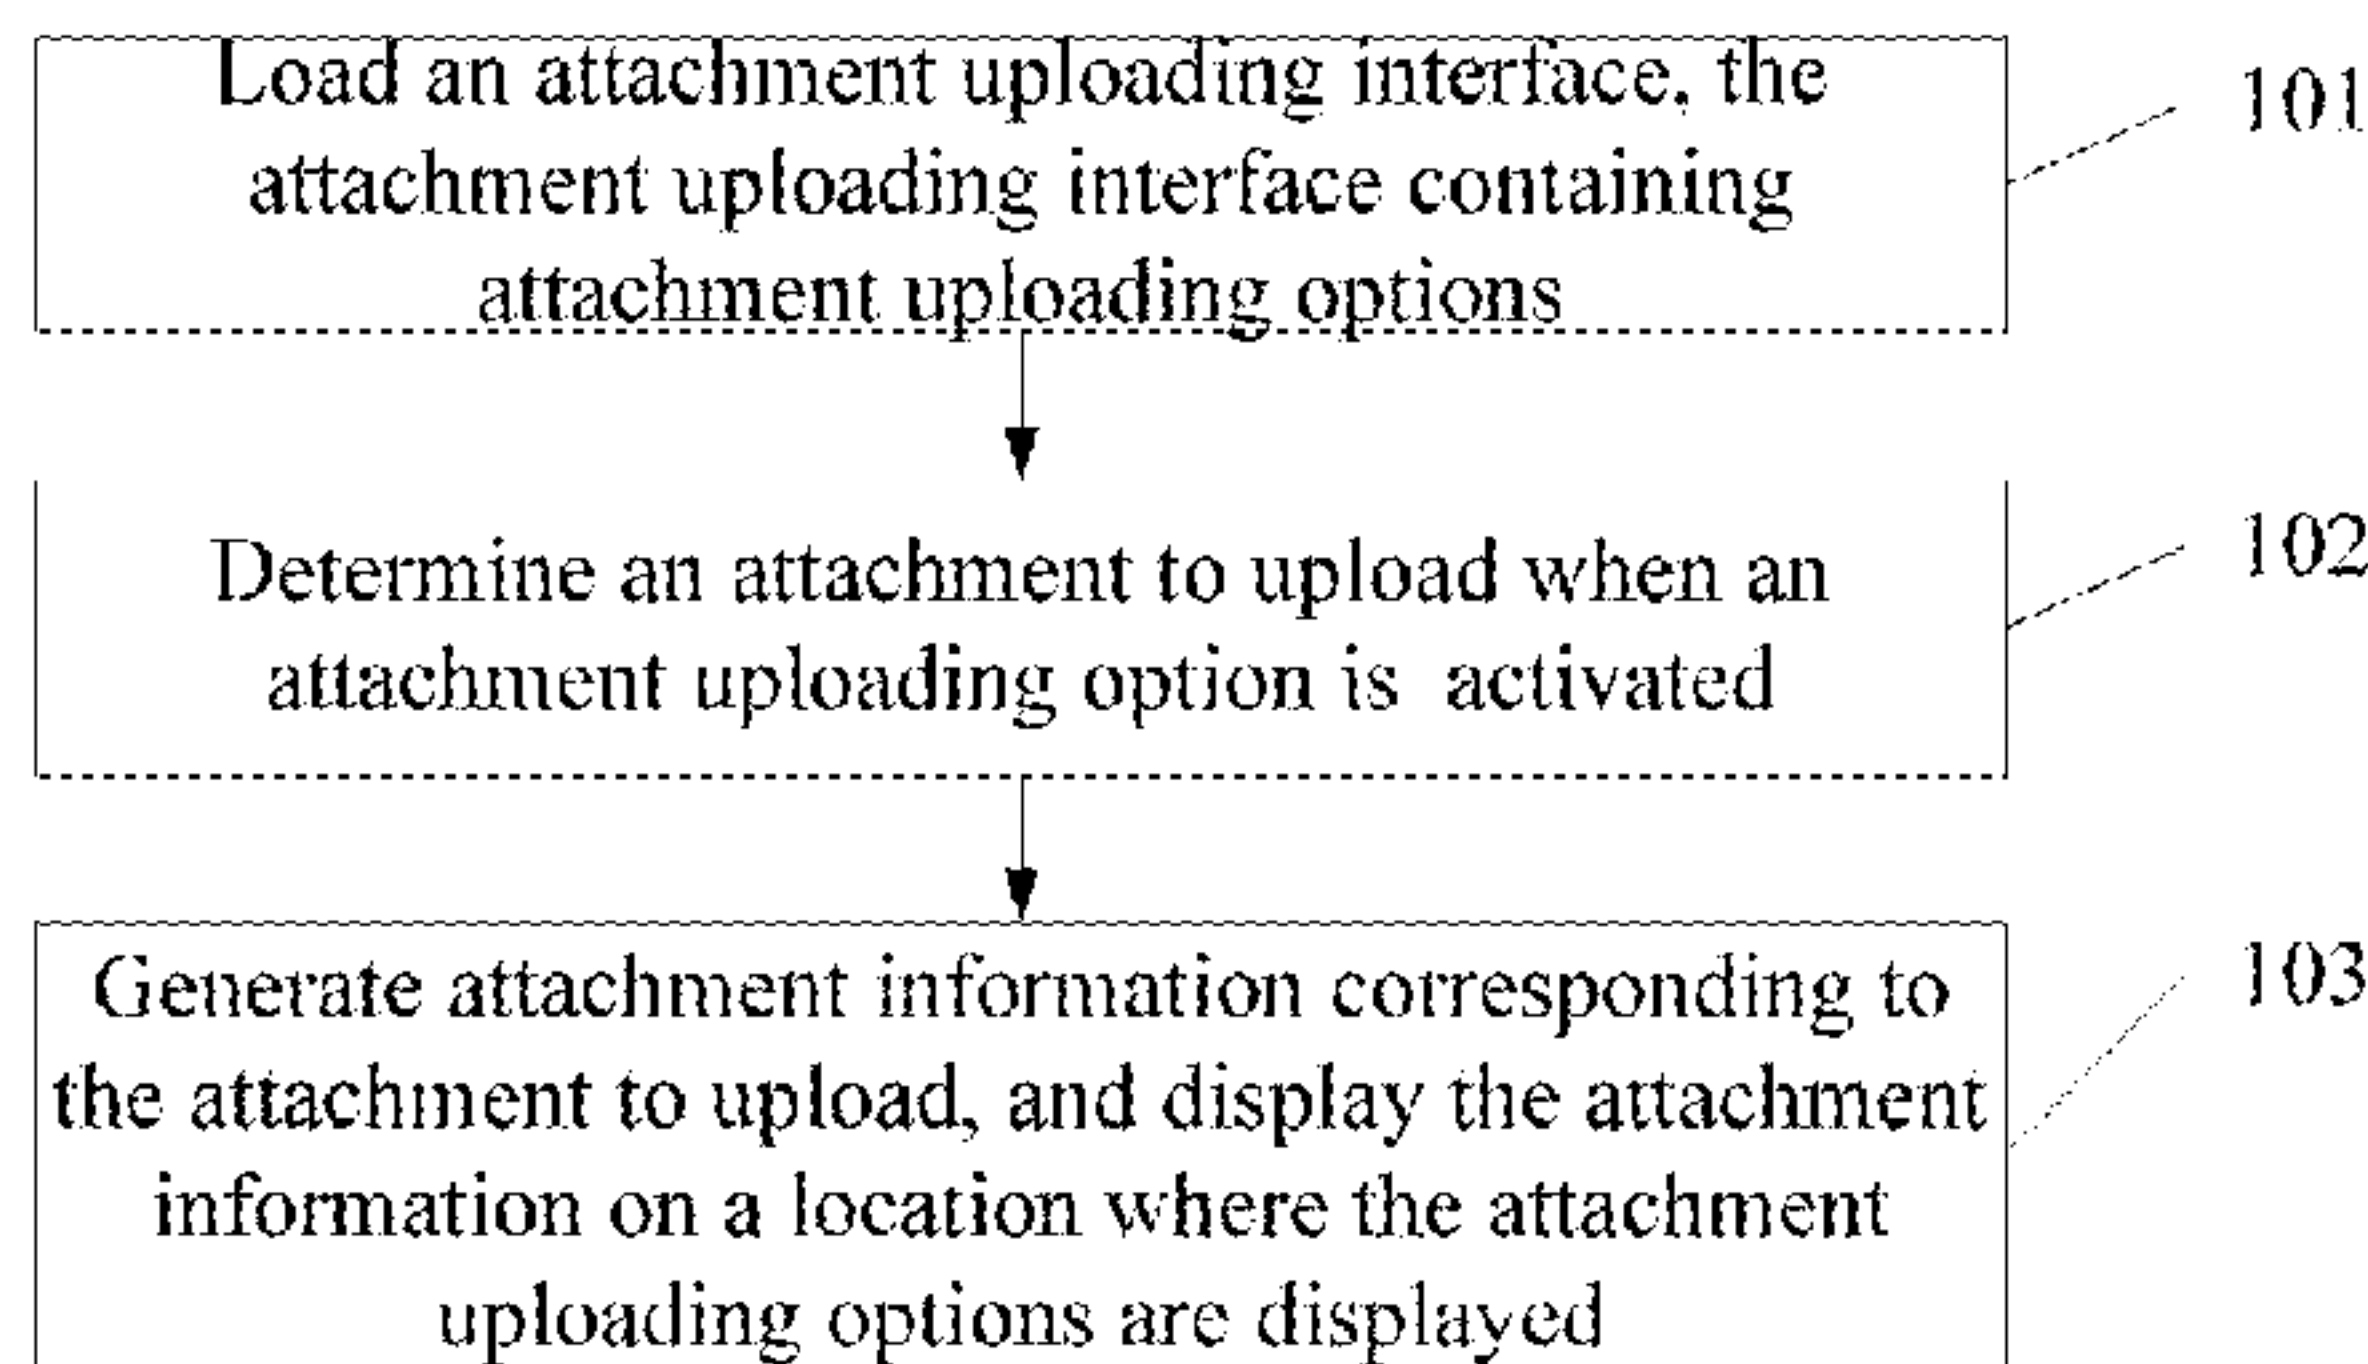 Load an attachment uploading interface, the
attachment uploading interface containing
attachment uploading options
101
Determine an attachment to upload when an
attachment uploading option is activated
102
Generate attachment information corresponding to
the attachment to upload, and display the attachment
information on a location where the attachment
uploading options are displayed
103